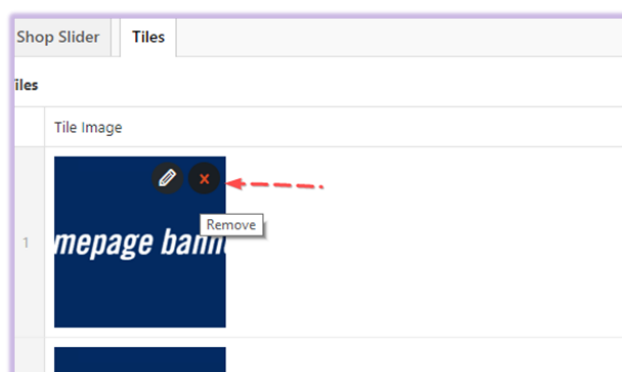 Shop Slider
Tiles
iles
Tile Image
x
Remove
1
mepage bann